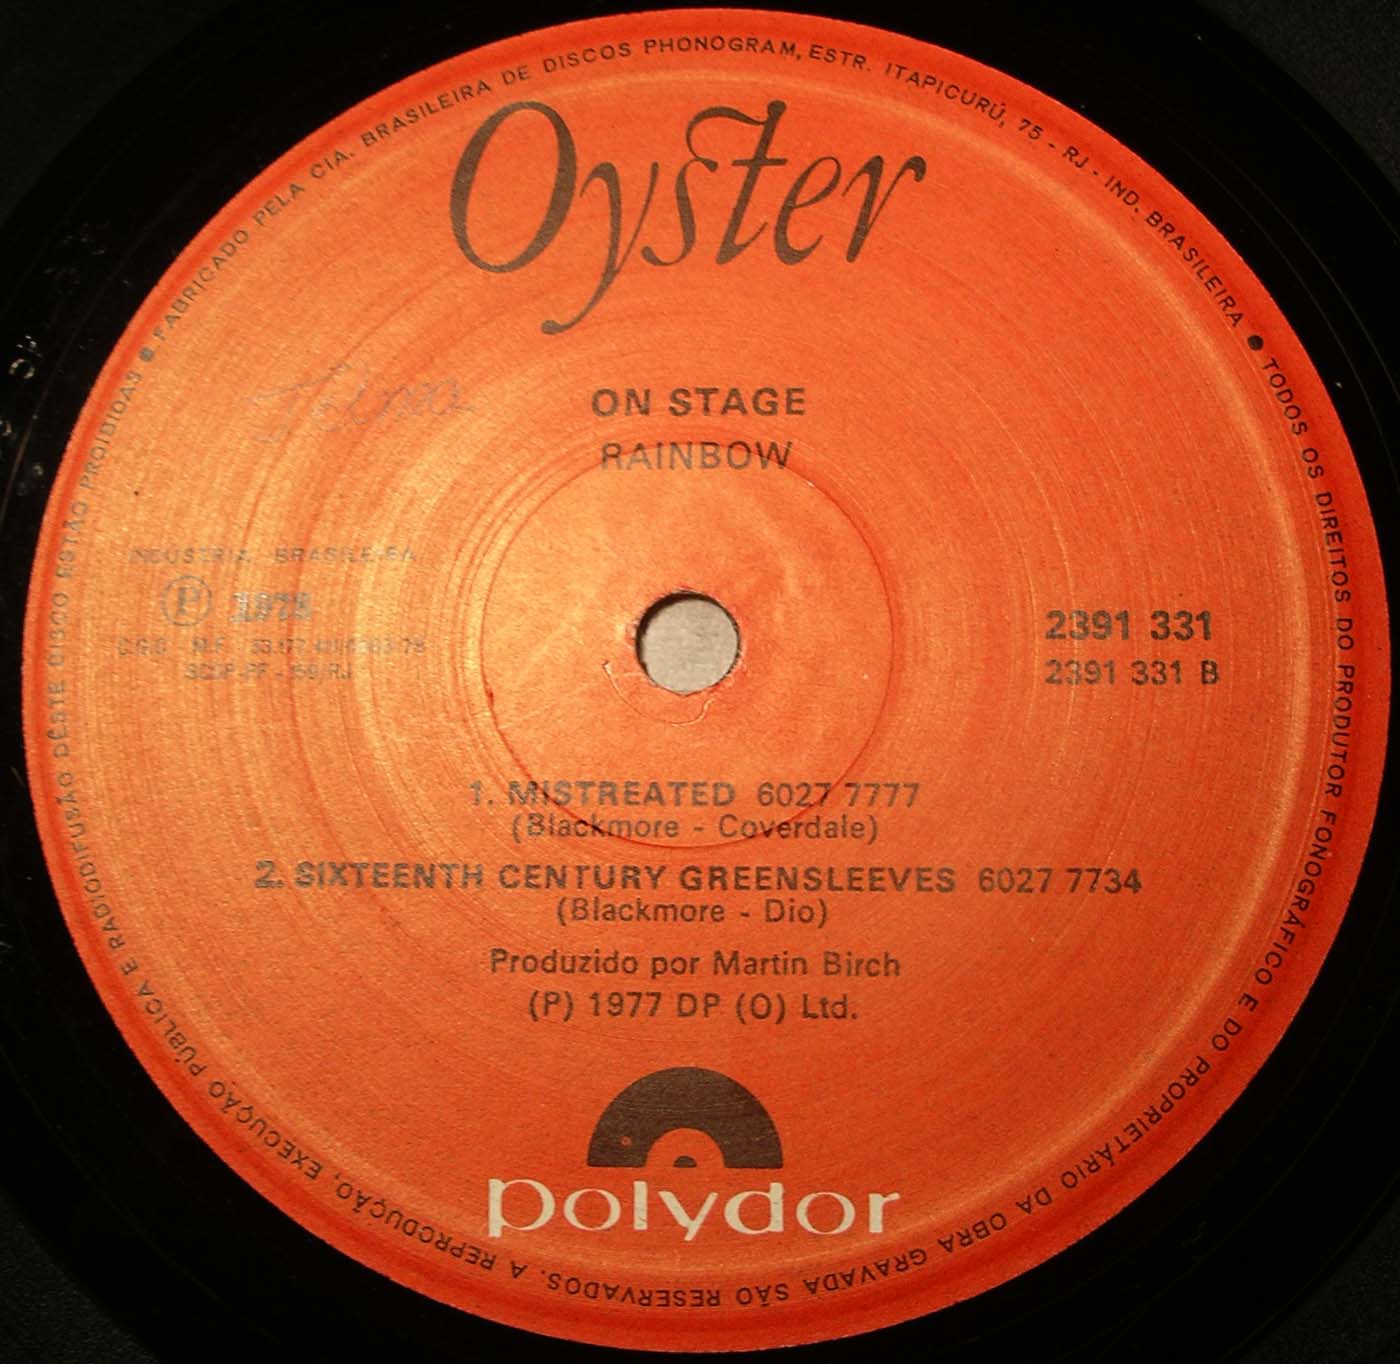 ● FABRICADO PELA CIA. BRASILEIRA DE DISCOS PHONOGRAM, ESTR. ITAPICURÚ, 75 - RJ - IND. BRASILEIRA ● TODOS OS DIREITOS DO PRODUTOR FONOGRÁFICO E DO PROPRIETÁRIO DA OBRA GRAVADA SÃO RESERVADOS. A REPRODUÇÃO, EXECUÇÃO PÚBLICA E RADIODIFUSÃO DÊSTE DISCO ESTÃO PROIBIDAS
Oyster
ON STAGE
RAINBOW
INDUSTRIA BRASILEIRA
Ⓟ
2391 331
2391 331 B
1. MISTREATED 6027 7777
(Blackmore - Coverdale)
2. SIXTEENTH CENTURY GREENSLEEVES 6027 7734
(Blackmore - Dio)
Produzido por Martin Birch
(P) 1977 DP (O) Ltd.
polydor